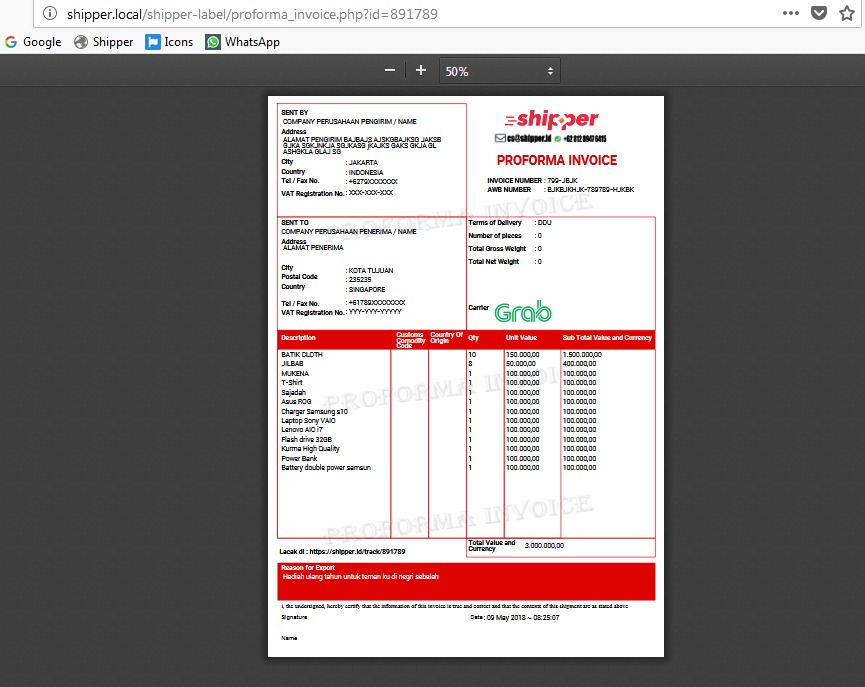 shipper.local/shipper-label/proforma_invoice.php?id=891789
Google Shipper Icons WhatsApp
50%
SENT BY
COMPANY PERUSAHAAN PENGIRIM / NAME
Address
ALAMAT PENGIRIM BAJBAJS AJSKGBAJKSG JAKSB
GJKA SGKJNKJA SGJKASG jKAJKS GAKS GKJA GL
ASHGKLA GLAJ SG
City : JAKARTA
Country : INDONESIA
Tel / Fax No. : +6279XXXXXXX
VAT Registration No. : XXX-XXX-XXX
shipper
cs@shipper.id +62 81289476415
PROFORMA INVOICE
INVOICE NUMBER : 799-JBJK
AWB NUMBER : BJKBJKHJK-789789-HJKBK
PROFORMA INVOICE
SENT TO
COMPANY PERUSAHAAN PENERIMA / NAME
Address
ALAMAT PENERIMA
City : KOTA TUJUAN
Postal Code : 235235
Country : SINGAPORE
Tel / Fax No. : +61789XXXXXXXX
VAT Registration No. : YYY-YYY-YYYYY
Terms of Delivery : DDU
Number of pieces : 0
Total Gross Weight : 0
Total Net Weight : 0
Carrier Grab
Description Customs Comodity Code Country Of Origin Qty Unit Value Sub Total Value and Currency
BATIK CLOTH 10 150.000,00 1.500.000,00
JILBAB 8 50.000,00 400.000,00
MUKENA 1 100.000,00 100.000,00
T-Shirt 1 100.000,00 100.000,00
Sajadah 1 100.000,00 100.000,00
Asus ROG 1 100.000,00 100.000,00
Charger Samsung s10 1 100.000,00 100.000,00
Laptop Sony VAIO 1 100.000,00 100.000,00
Lenovo AIO i7 1 100.000,00 100.000,00
Flash drive 32GB 1 100.000,00 100.000,00
Kurma High Quality 1 100.000,00 100.000,00
Power Bank 1 100.000,00 100.000,00
Battery double power samsun 1 100.000,00 100.000,00
PROFORMA INVOICE
PROFORMA INVOICE
Lacak di : https://shipper.id/track/891789
Total Value and Currency 3.000.000,00
Reason for Export
Hadiah ulang tahun untuk teman ku di negri sebelah
I, the undersigned, hereby certify that the information of this invoice is true and correct and that the contents of this shipment are as stated above
Signature
Date : 09 May 2018 ~ 08:25:07
Name